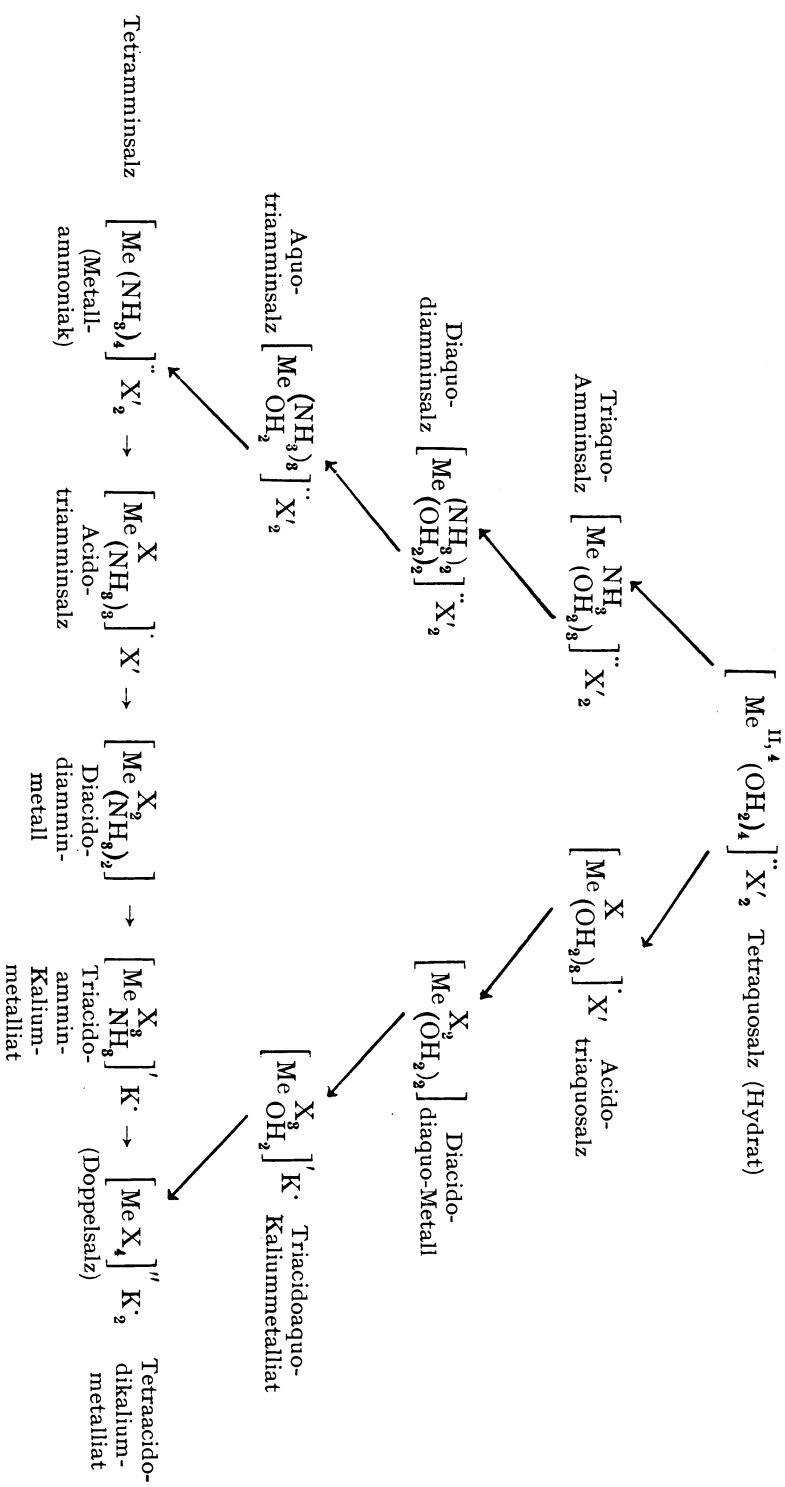 [Me^II,4 (OH₂)₄]¨ X′₂ Tetraquosalz (Hydrat)
Triaquo-
Amminsalz
[Me NH₃ (OH₂)₃]¨ X′₂
[Me X (OH₂)₃]˙ X′
Acido-
triaquosalz
Diaquo-
diamminsalz
[Me (NH₃)₂ (OH₂)₂]¨ X′₂
[Me X₂ (OH₂)₂]
Diacido-
diaquo-Metall
Aquo-
triamminsalz
[Me (NH₃)₃ OH₂]¨ X′₂
[Me X₃ OH₂]′ K˙
Triacidoaquo-
Kaliummetalliat
Tetramminsalz
[Me (NH₃)₄]¨ X′₂ →
(Metall-
ammoniak)
[Me X (NH₃)₃]˙ X′ →
Acido-
triamminsalz
[Me X₂ (NH₃)₂] →
Diacido-
diammin-
metall
[Me X₃ NH₃]′ K˙ →
Triacido-
ammin-
Kalium-
metalliat
[Me X₄]″ K˙₂
(Doppelsalz)
Tetraacido-
dikalium-
metalliat